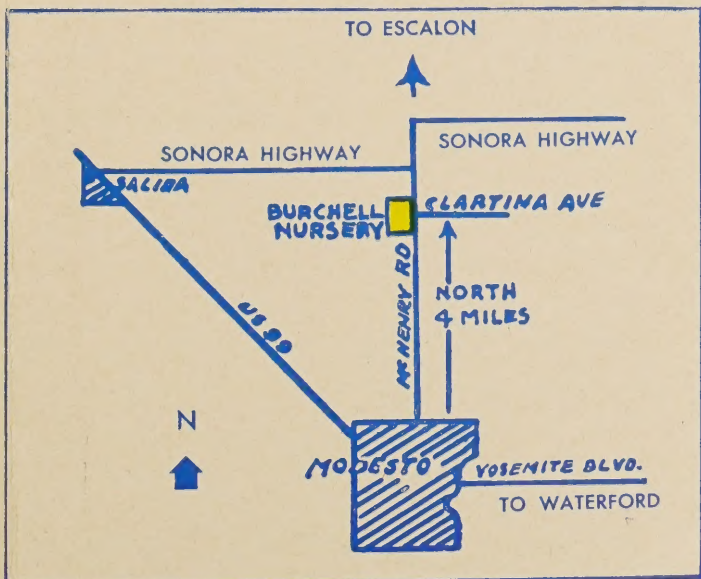 TO ESCALON
SONORA HIGHWAY
SONORA HIGHWAY
SALIDA
BURCHELL
NURSERY
CLARTINA AVE
McHENRY RD
NORTH
4 MILES
US 99
N
MODESTO
YOSEMITE BLVD.
TO WATERFORD